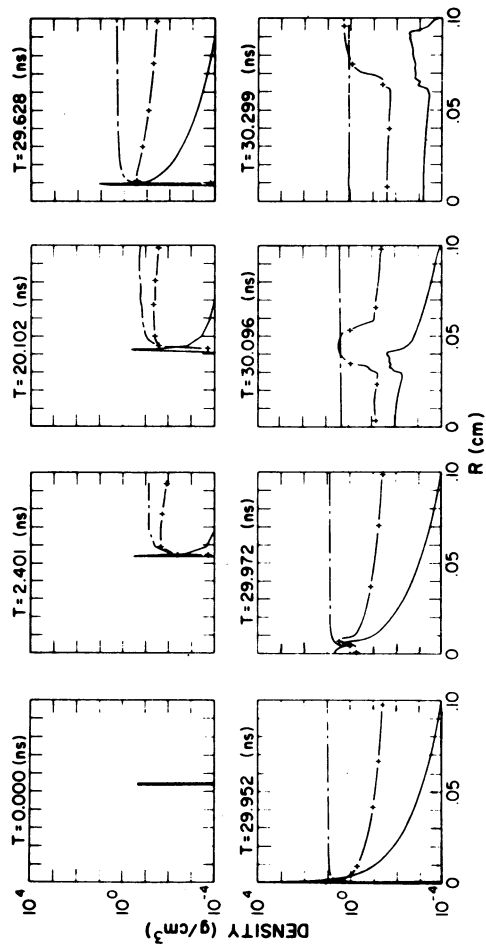 T=0.000 (ns)
T=2.401 (ns)
T=20.102 (ns)
T=29.628 (ns)
10⁴
10⁰
10⁻⁴
T=29.952 (ns)
T=29.972 (ns)
T=30.096 (ns)
T=30.299 (ns)
10⁴
10⁰
10⁻⁴
DENSITY (g/cm³)
0 .05 .10
0 .05 .10
0 .05 .10
0 .05 .10
R (cm)